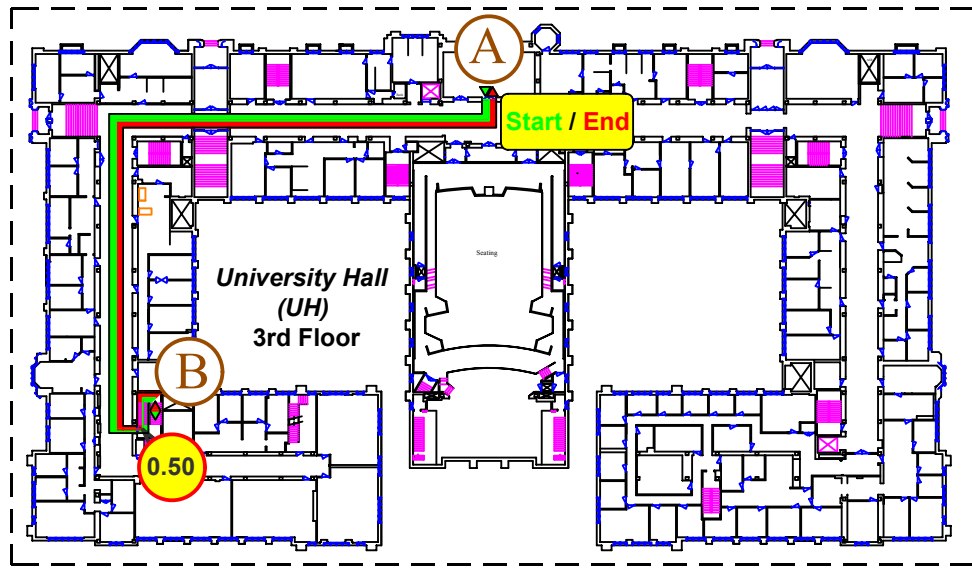 A
Start / End
Seating
University Hall
(UH)
3rd Floor
B
0.50